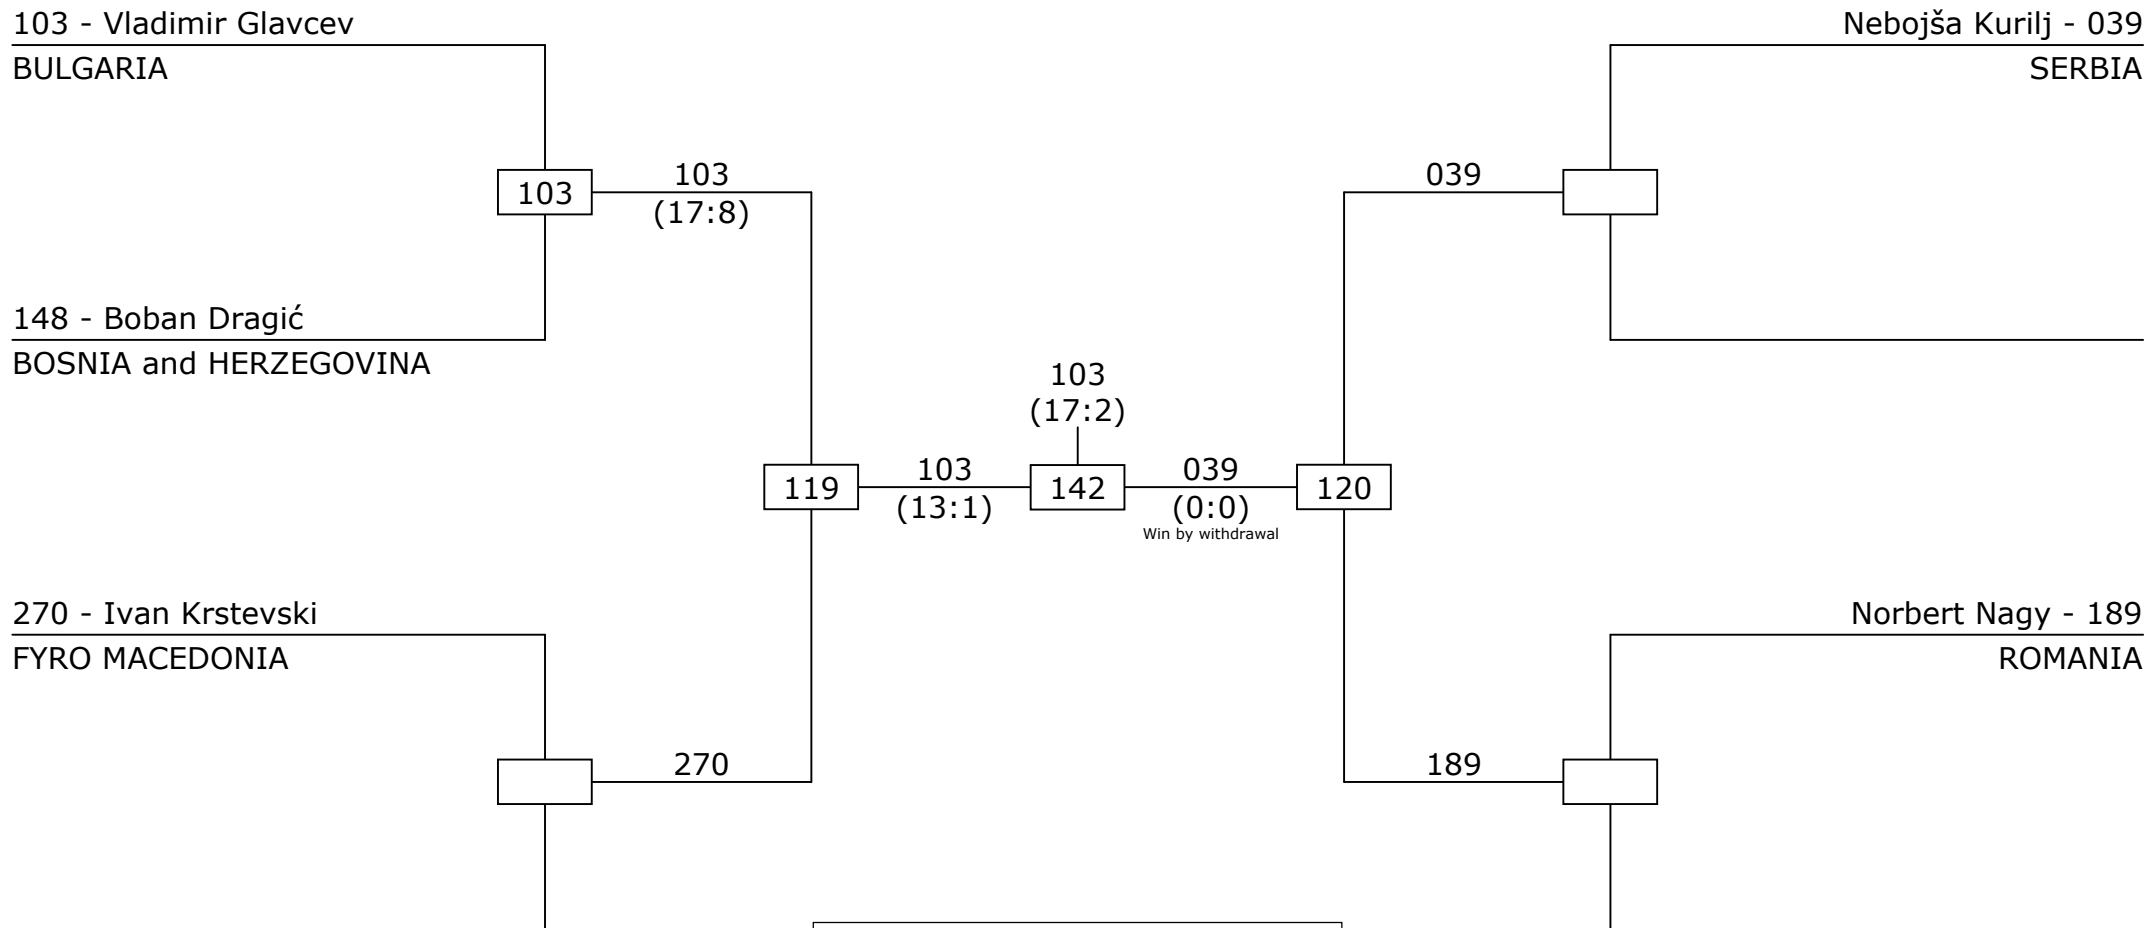 103 - Vladimir Glavcev
BULGARIA
Nebojša Kurilj - 039
SERBIA
103
103
(17:8)
039
148 - Boban Dragić
BOSNIA and HERZEGOVINA
103
(17:2)
119
103
(13:1)
142
039
(0:0)
Win by withdrawal
120
270 - Ivan Krstevski
FYRO MACEDONIA
Norbert Nagy - 189
ROMANIA
270
189